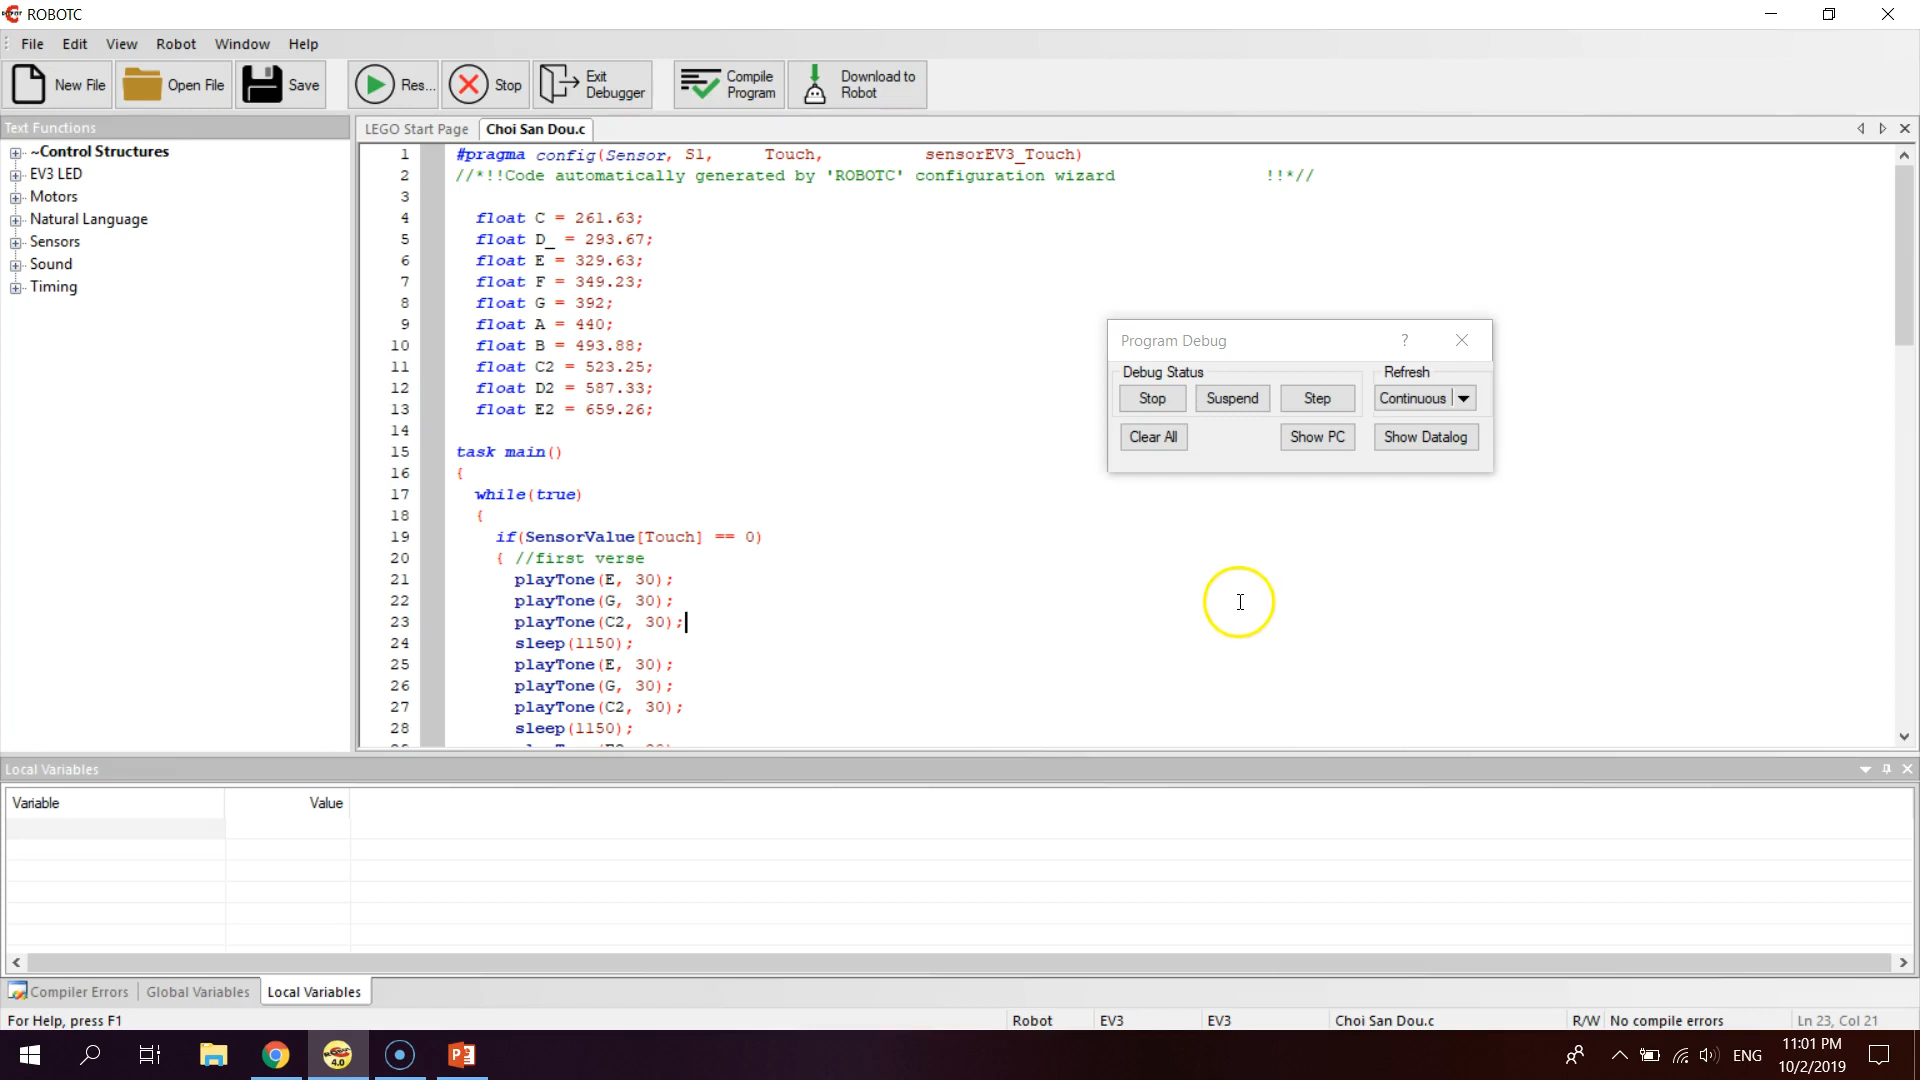 ROBOTC
File Edit View Robot Window Help
New File Open File Save Res... Stop Exit Debugger Compile Program Download to Robot
Text Functions
~Control Structures
EV3 LED
Motors
Natural Language
Sensors
Sound
Timing
LEGO Start Page Choi San Dou.c
1 #pragma config(Sensor, S1, Touch, sensorEV3_Touch)
2 //*!!Code automatically generated by 'ROBOTC' configuration wizard !!*//
3
4 float C = 261.63;
5 float D_ = 293.67;
6 float E = 329.63;
7 float F = 349.23;
8 float G = 392;
9 float A = 440;
10 float B = 493.88;
11 float C2 = 523.25;
12 float D2 = 587.33;
13 float E2 = 659.26;
14
15 task main()
16 {
17 while(true)
18 {
19 if(SensorValue[Touch] == 0)
20 { //first verse
21 playTone(E, 30);
22 playTone(G, 30);
23 playTone(C2, 30);
24 sleep(1150);
25 playTone(E, 30);
26 playTone(G, 30);
27 playTone(C2, 30);
28 sleep(1150);
Program Debug ?
Debug Status Refresh
Stop Suspend Step Continuous
Clear All Show PC Show Datalog
Local Variables
Variable Value
Compiler Errors Global Variables Local Variables
For Help, press F1 Robot EV3 EV3 Choi San Dou.c R/W No compile errors Ln 23, Col 21
4.0
ENG
11:01 PM
10/2/2019